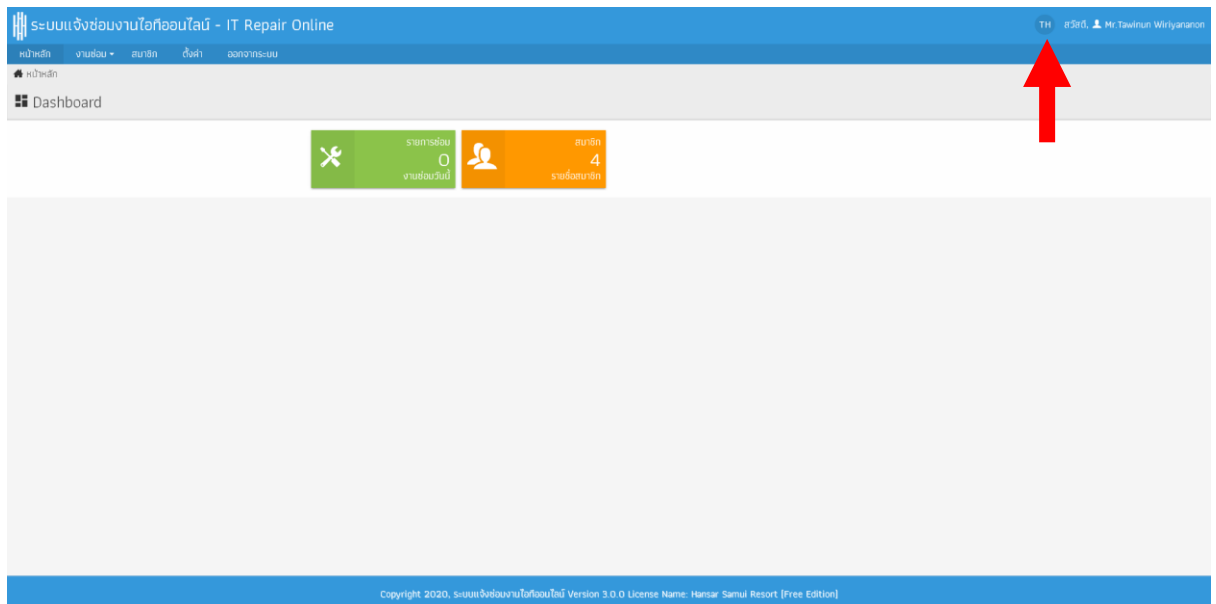 ระบบแจ้งซ่อมงานไอทีออนไลน์ - IT Repair Online
TH สวัสดี, Mr.Tawinun Wiriyananon
หน้าหลัก งานซ่อม สมาชิก ตั้งค่า ออกจากระบบ
หน้าหลัก
Dashboard
รายการซ่อม
0
งานซ่อมวันนี้
สมาชิก
4
รายชื่อสมาชิก
Copyright 2020, ระบบแจ้งซ่อมงานไอทีออนไลน์ Version 3.0.0 License Name: Hansar Samui Resort [Free Edition]